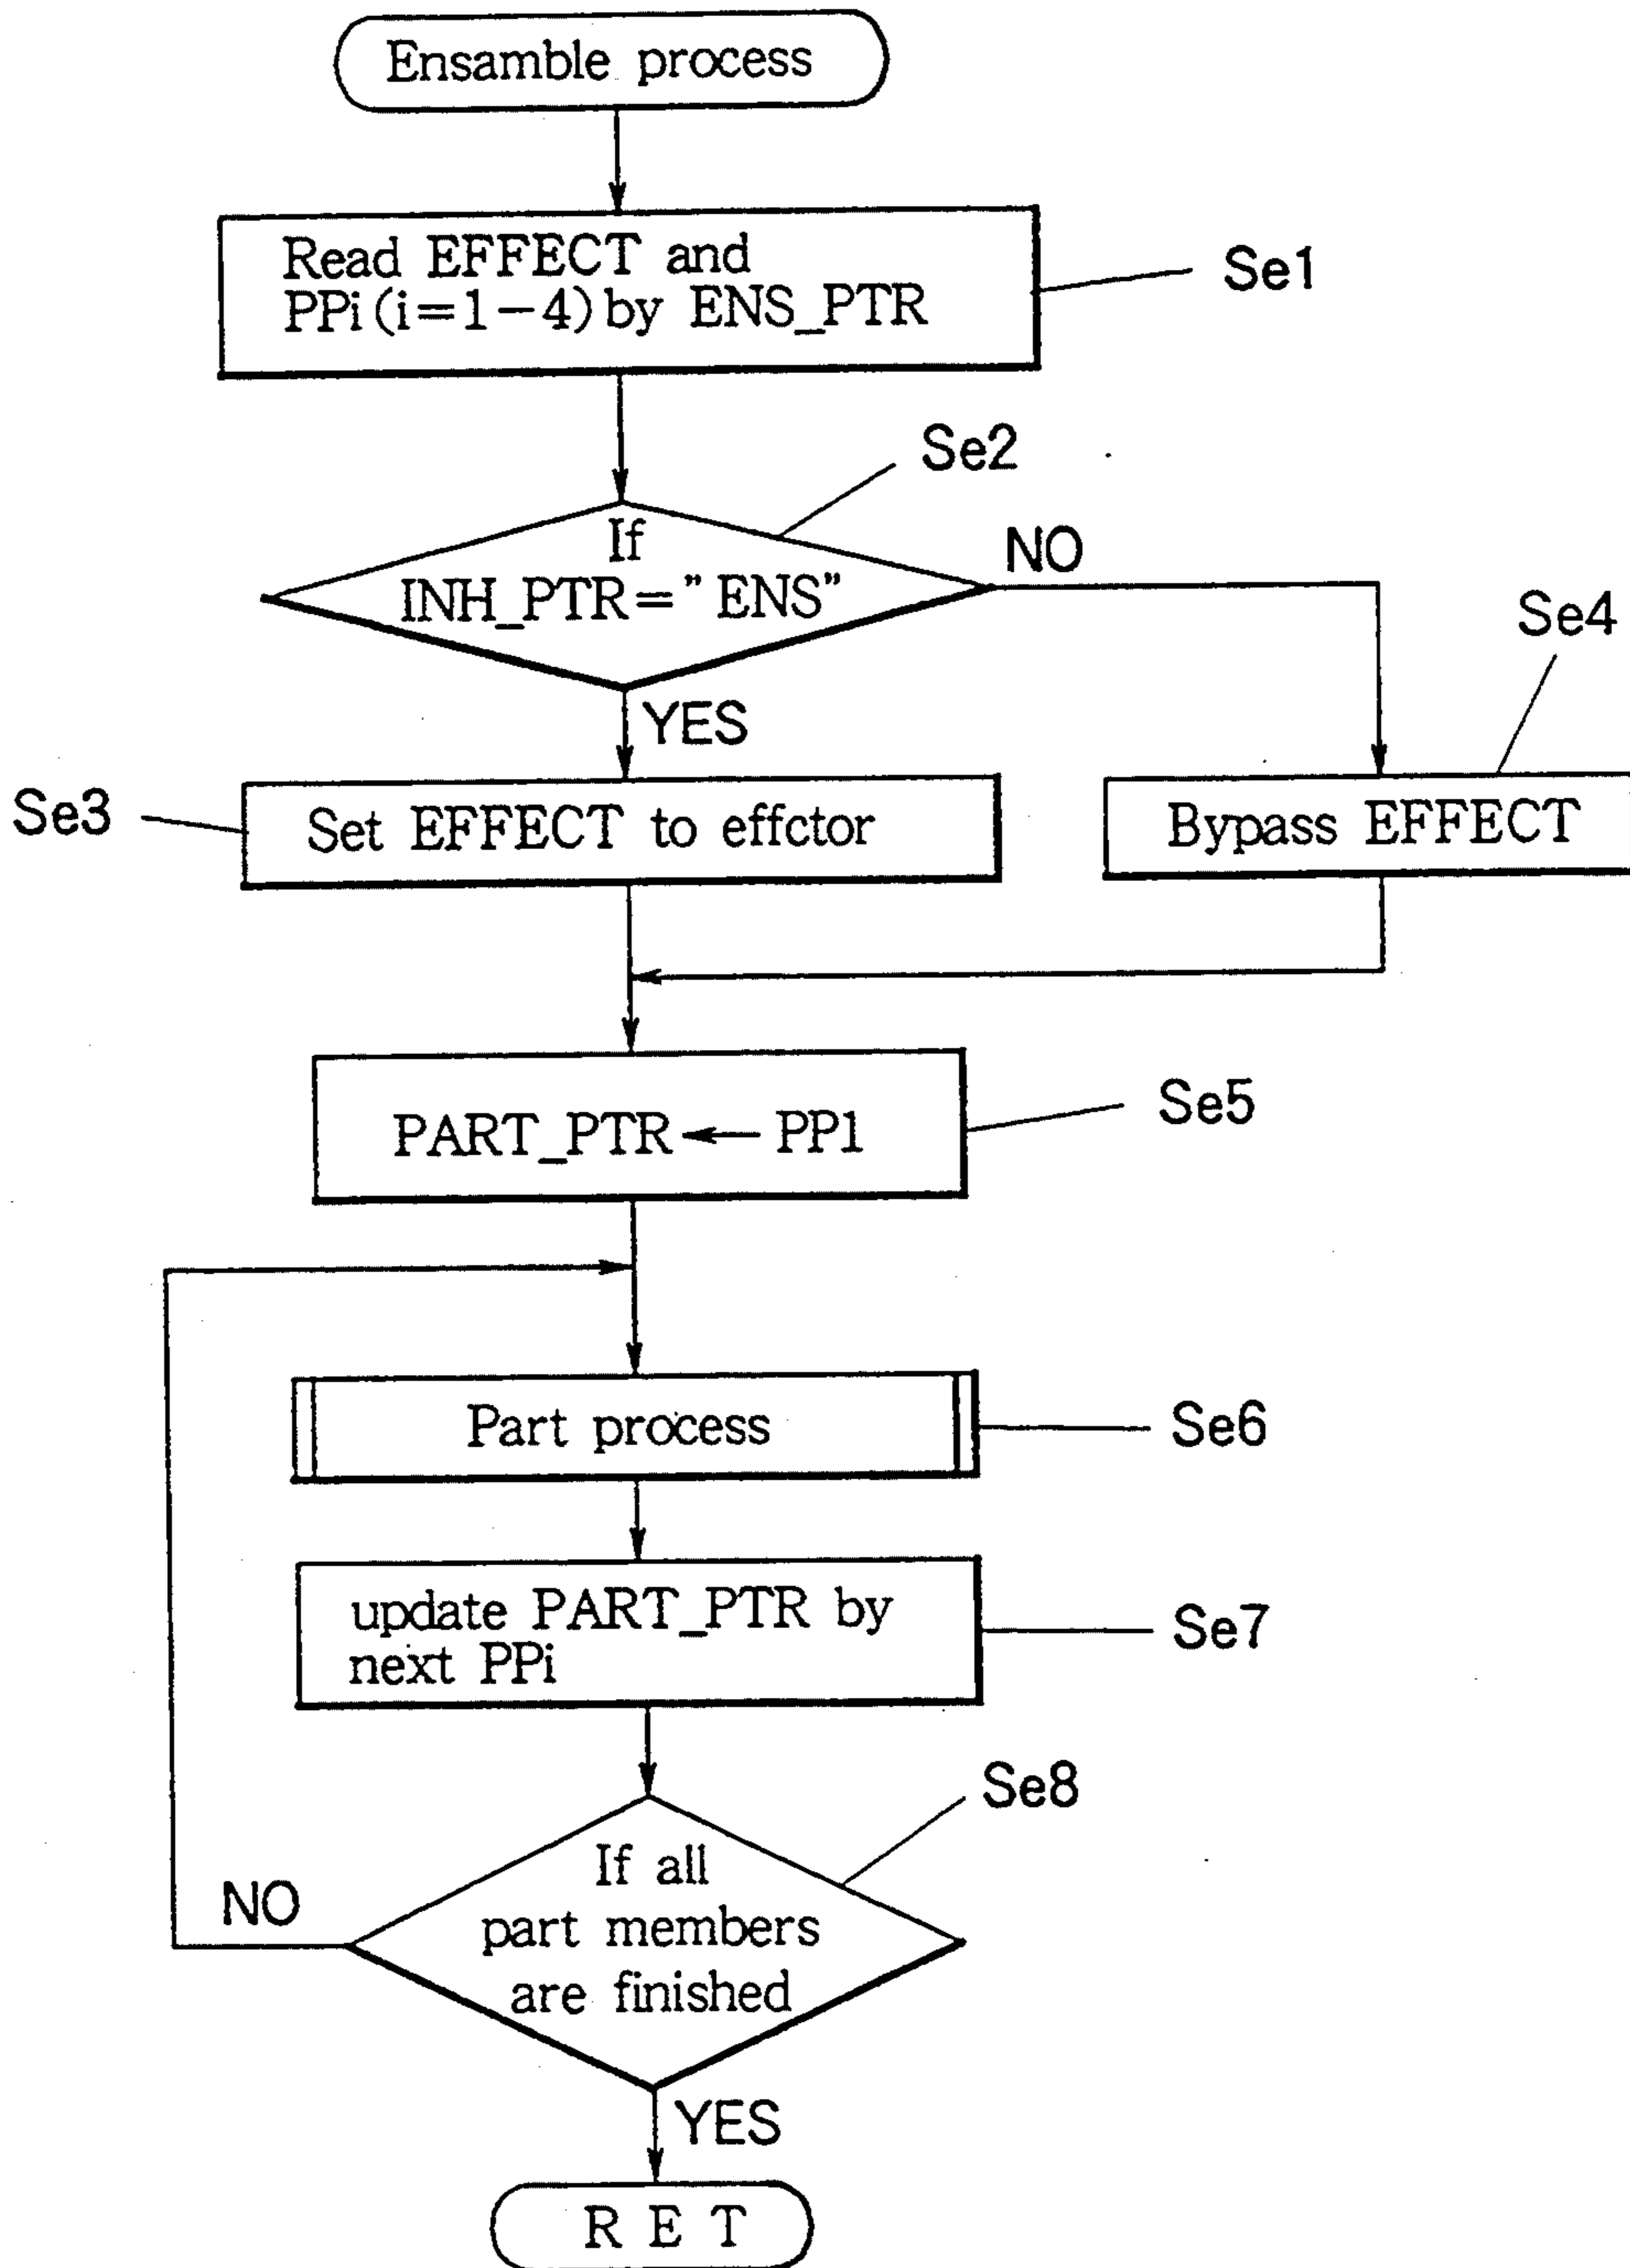 Ensamble process
Read EFFECT and
PPi(i=1-4)by ENS_PTR
Se1
Se2
If
INH_PTR="ENS"
NO
Se4
YES
Se3
Set EFFECT to effctor
Bypass EFFECT
PART_PTR ← PP1
Se5
Part process
Se6
update PART_PTR by
next PPi
Se7
Se8
If all
part members
are finished
NO
YES
R E T